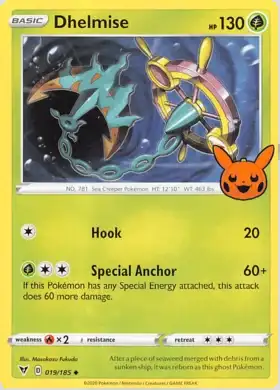 BASIC Dhelmise HP 130
NO. 781 Sea Creeper Pokémon HT: 12'10" WT: 463 lbs.
Hook 20
Special Anchor 60+
If this Pokémon has any Special Energy attached, this attack
does 60 more damage.
weakness ×2 resistance retreat
Illus. Masakazu Fukuda
D 019/185
After a piece of seaweed merged with debris from a
sunken ship, it was reborn as this ghost Pokémon.
©2020 Pokémon / Nintendo / Creatures / GAME FREAK